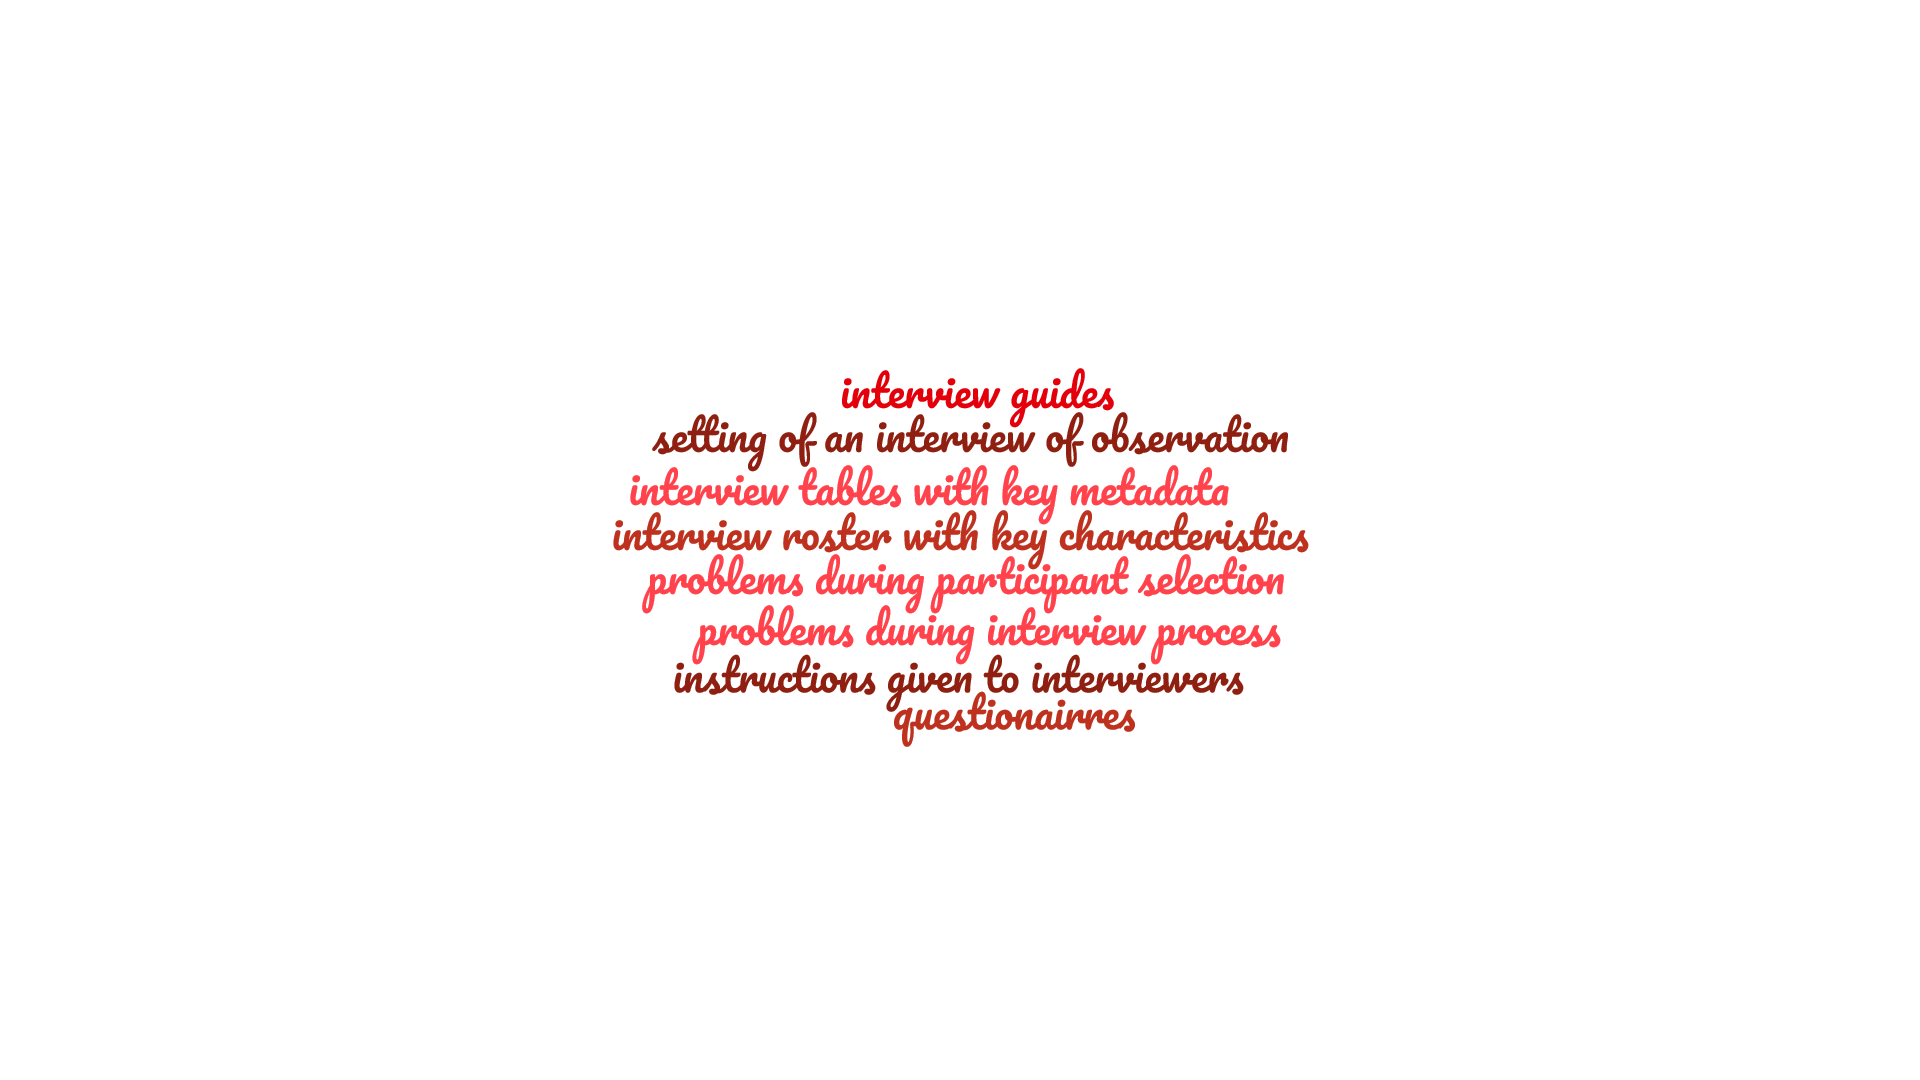 interview guides
setting of an interview of observation
interview tables with key metadata
interview roster with key characteristics
problems during participant selection
problems during interview process
instructions given to interviewers
questionairres